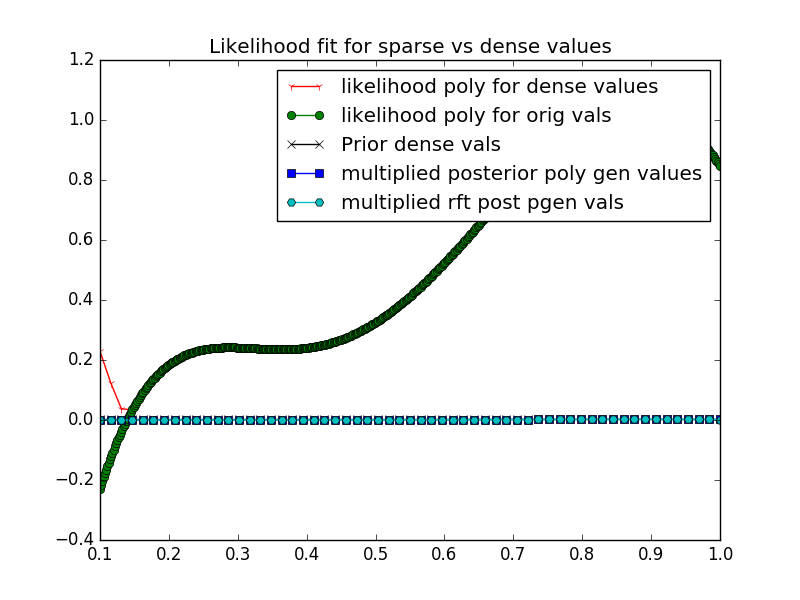 Likelihood fit for sparse vs dense values
1.2
likelihood poly for dense values
likelihood poly for orig vals
Prior dense vals
multiplied posterior poly gen values
multiplied rft post pgen vals
1.0
0.8
0.6
0.4
0.2
0.0
−0.2
−0.4
0.1 0.2 0.3 0.4 0.5 0.6 0.7 0.8 0.9 1.0